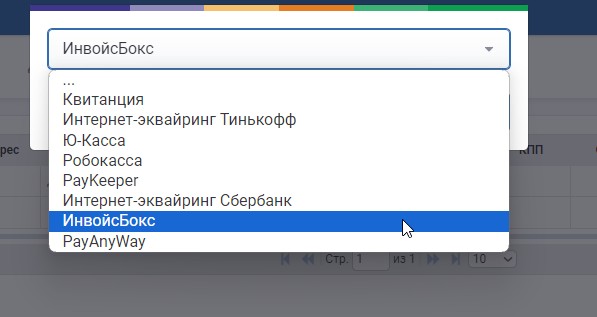 ИнвойсБокс
...
Квитанция
Интернет-эквайринг Тинькофф
Ю-Касса
Робокасса
PayKeeper
Интернет-эквайринг Сбербанк
ИнвойсБокс
PayAnyWay
рес
КПП
Стр. 1 из 1 10